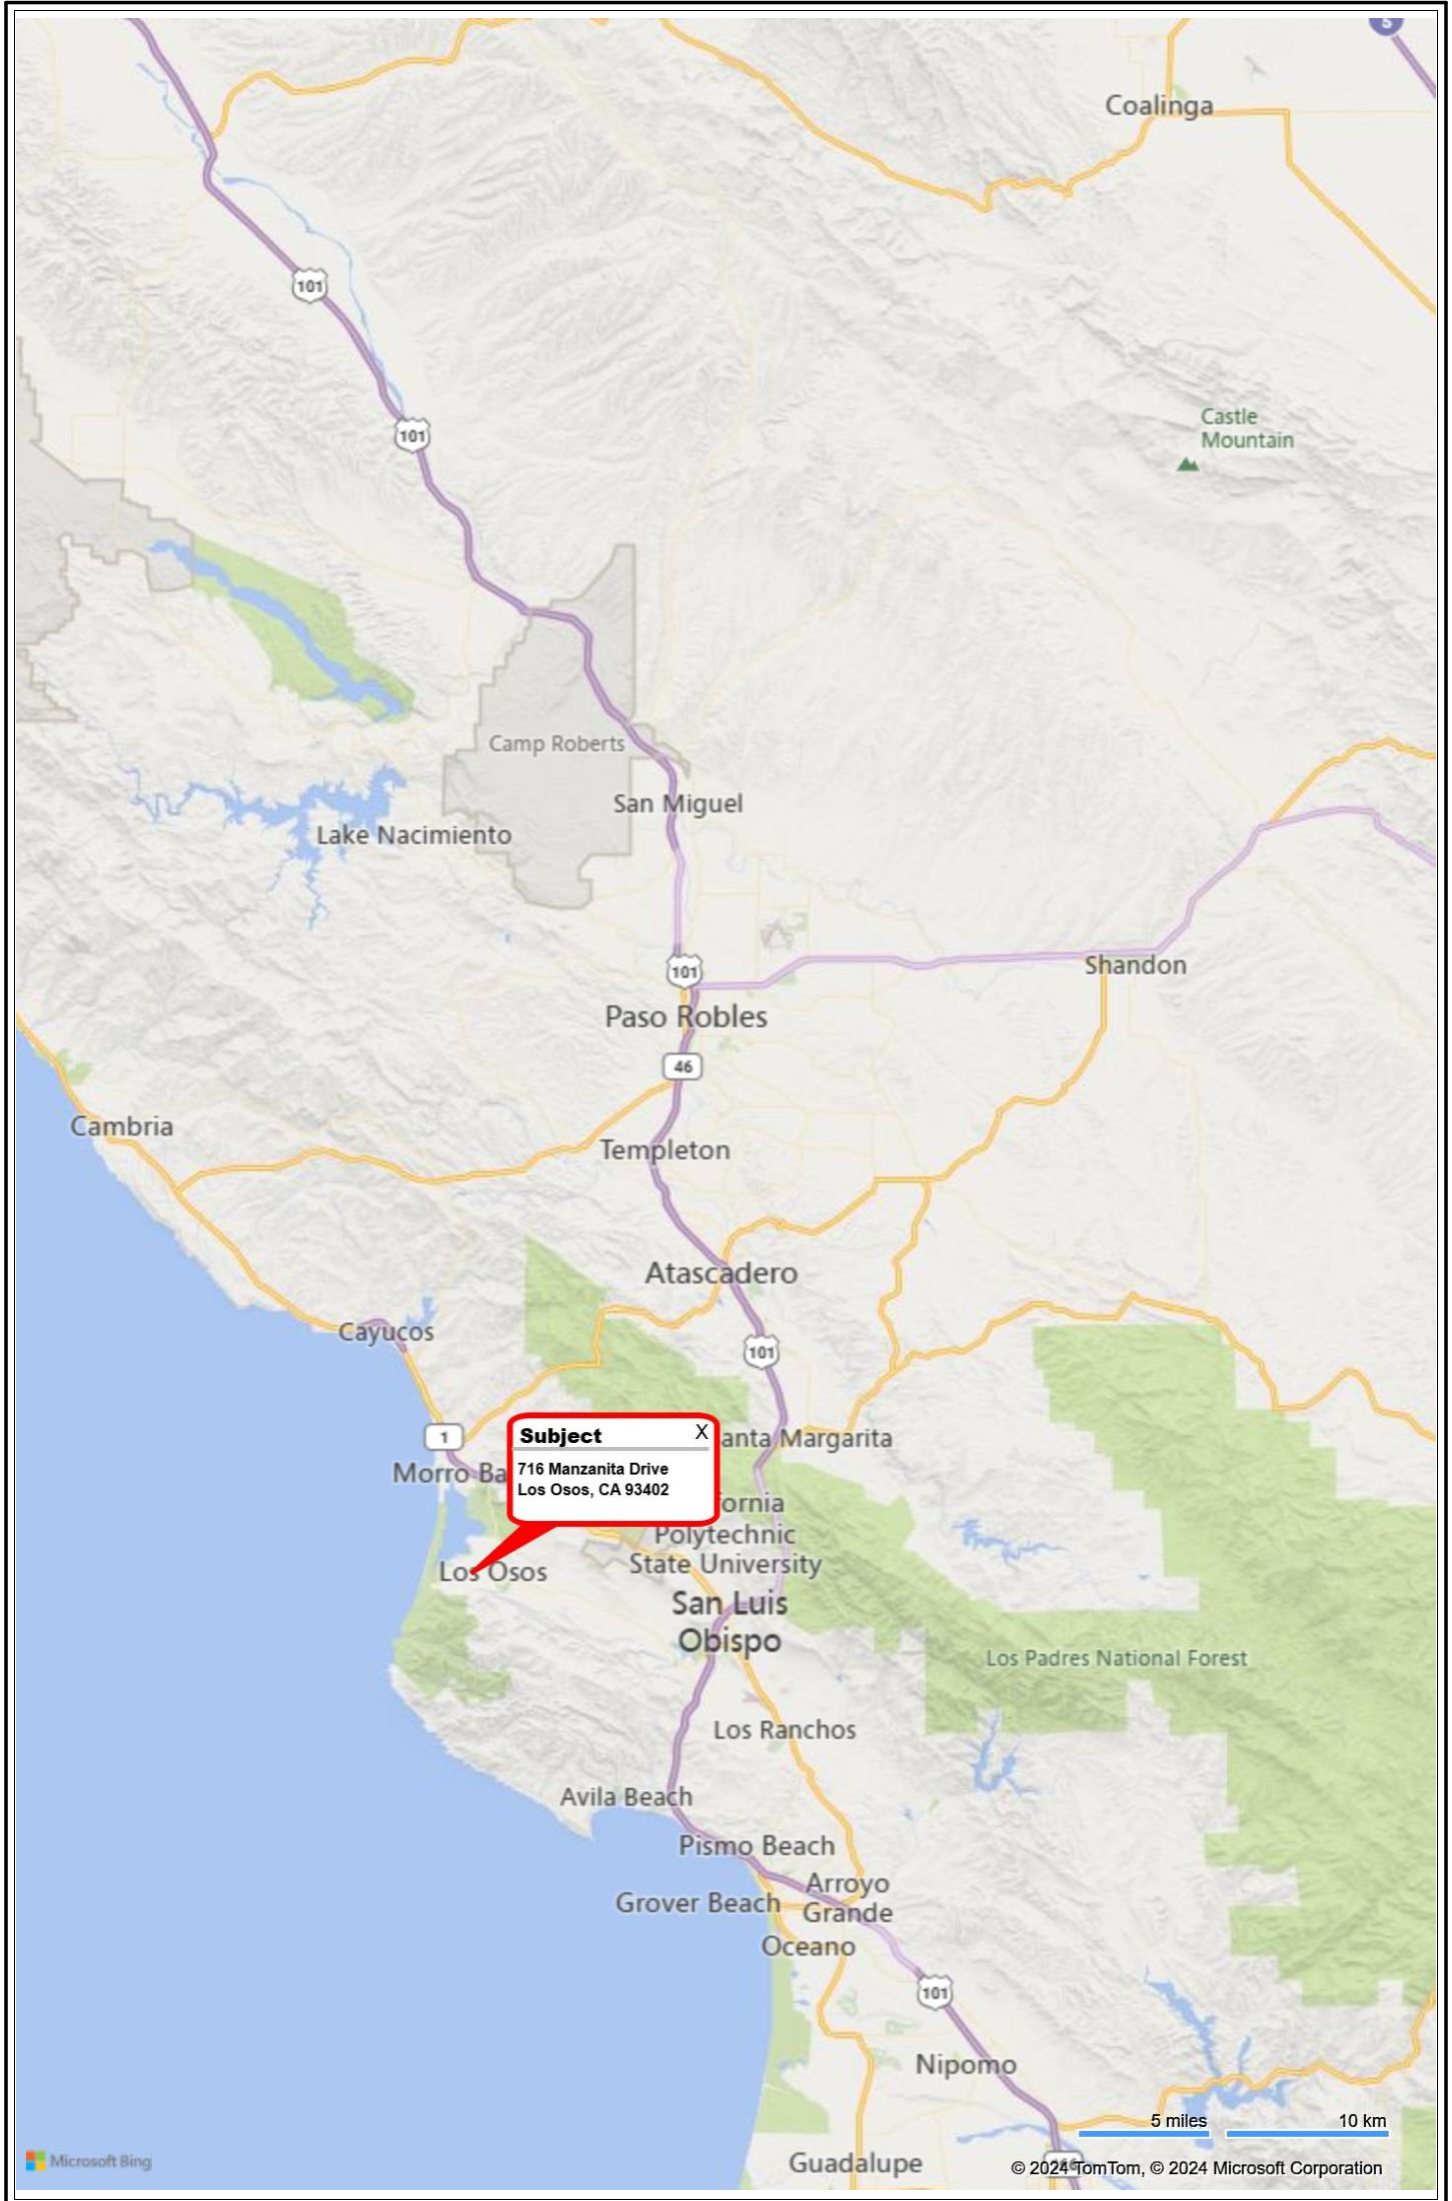 5
Coalinga
101
101
Castle
Mountain
Camp Roberts
San Miguel
Lake Nacimiento
101
Shandon
Paso Robles
46
Cambria
Templeton
Atascadero
Cayucos
101
1
Subject X
anta Margarita
716 Manzanita Drive
Morro Ba
Los Osos, CA 93402
fornia
Polytechnic
State University
Los Osos
San Luis
Obispo
Los Padres National Forest
Los Ranchos
Avila Beach
Pismo Beach
Arroyo
Grande
Grover Beach
Oceano
101
Nipomo
5 miles 10 km
Microsoft Bing
Guadalupe
© 2024 TomTom, © 2024 Microsoft Corporation